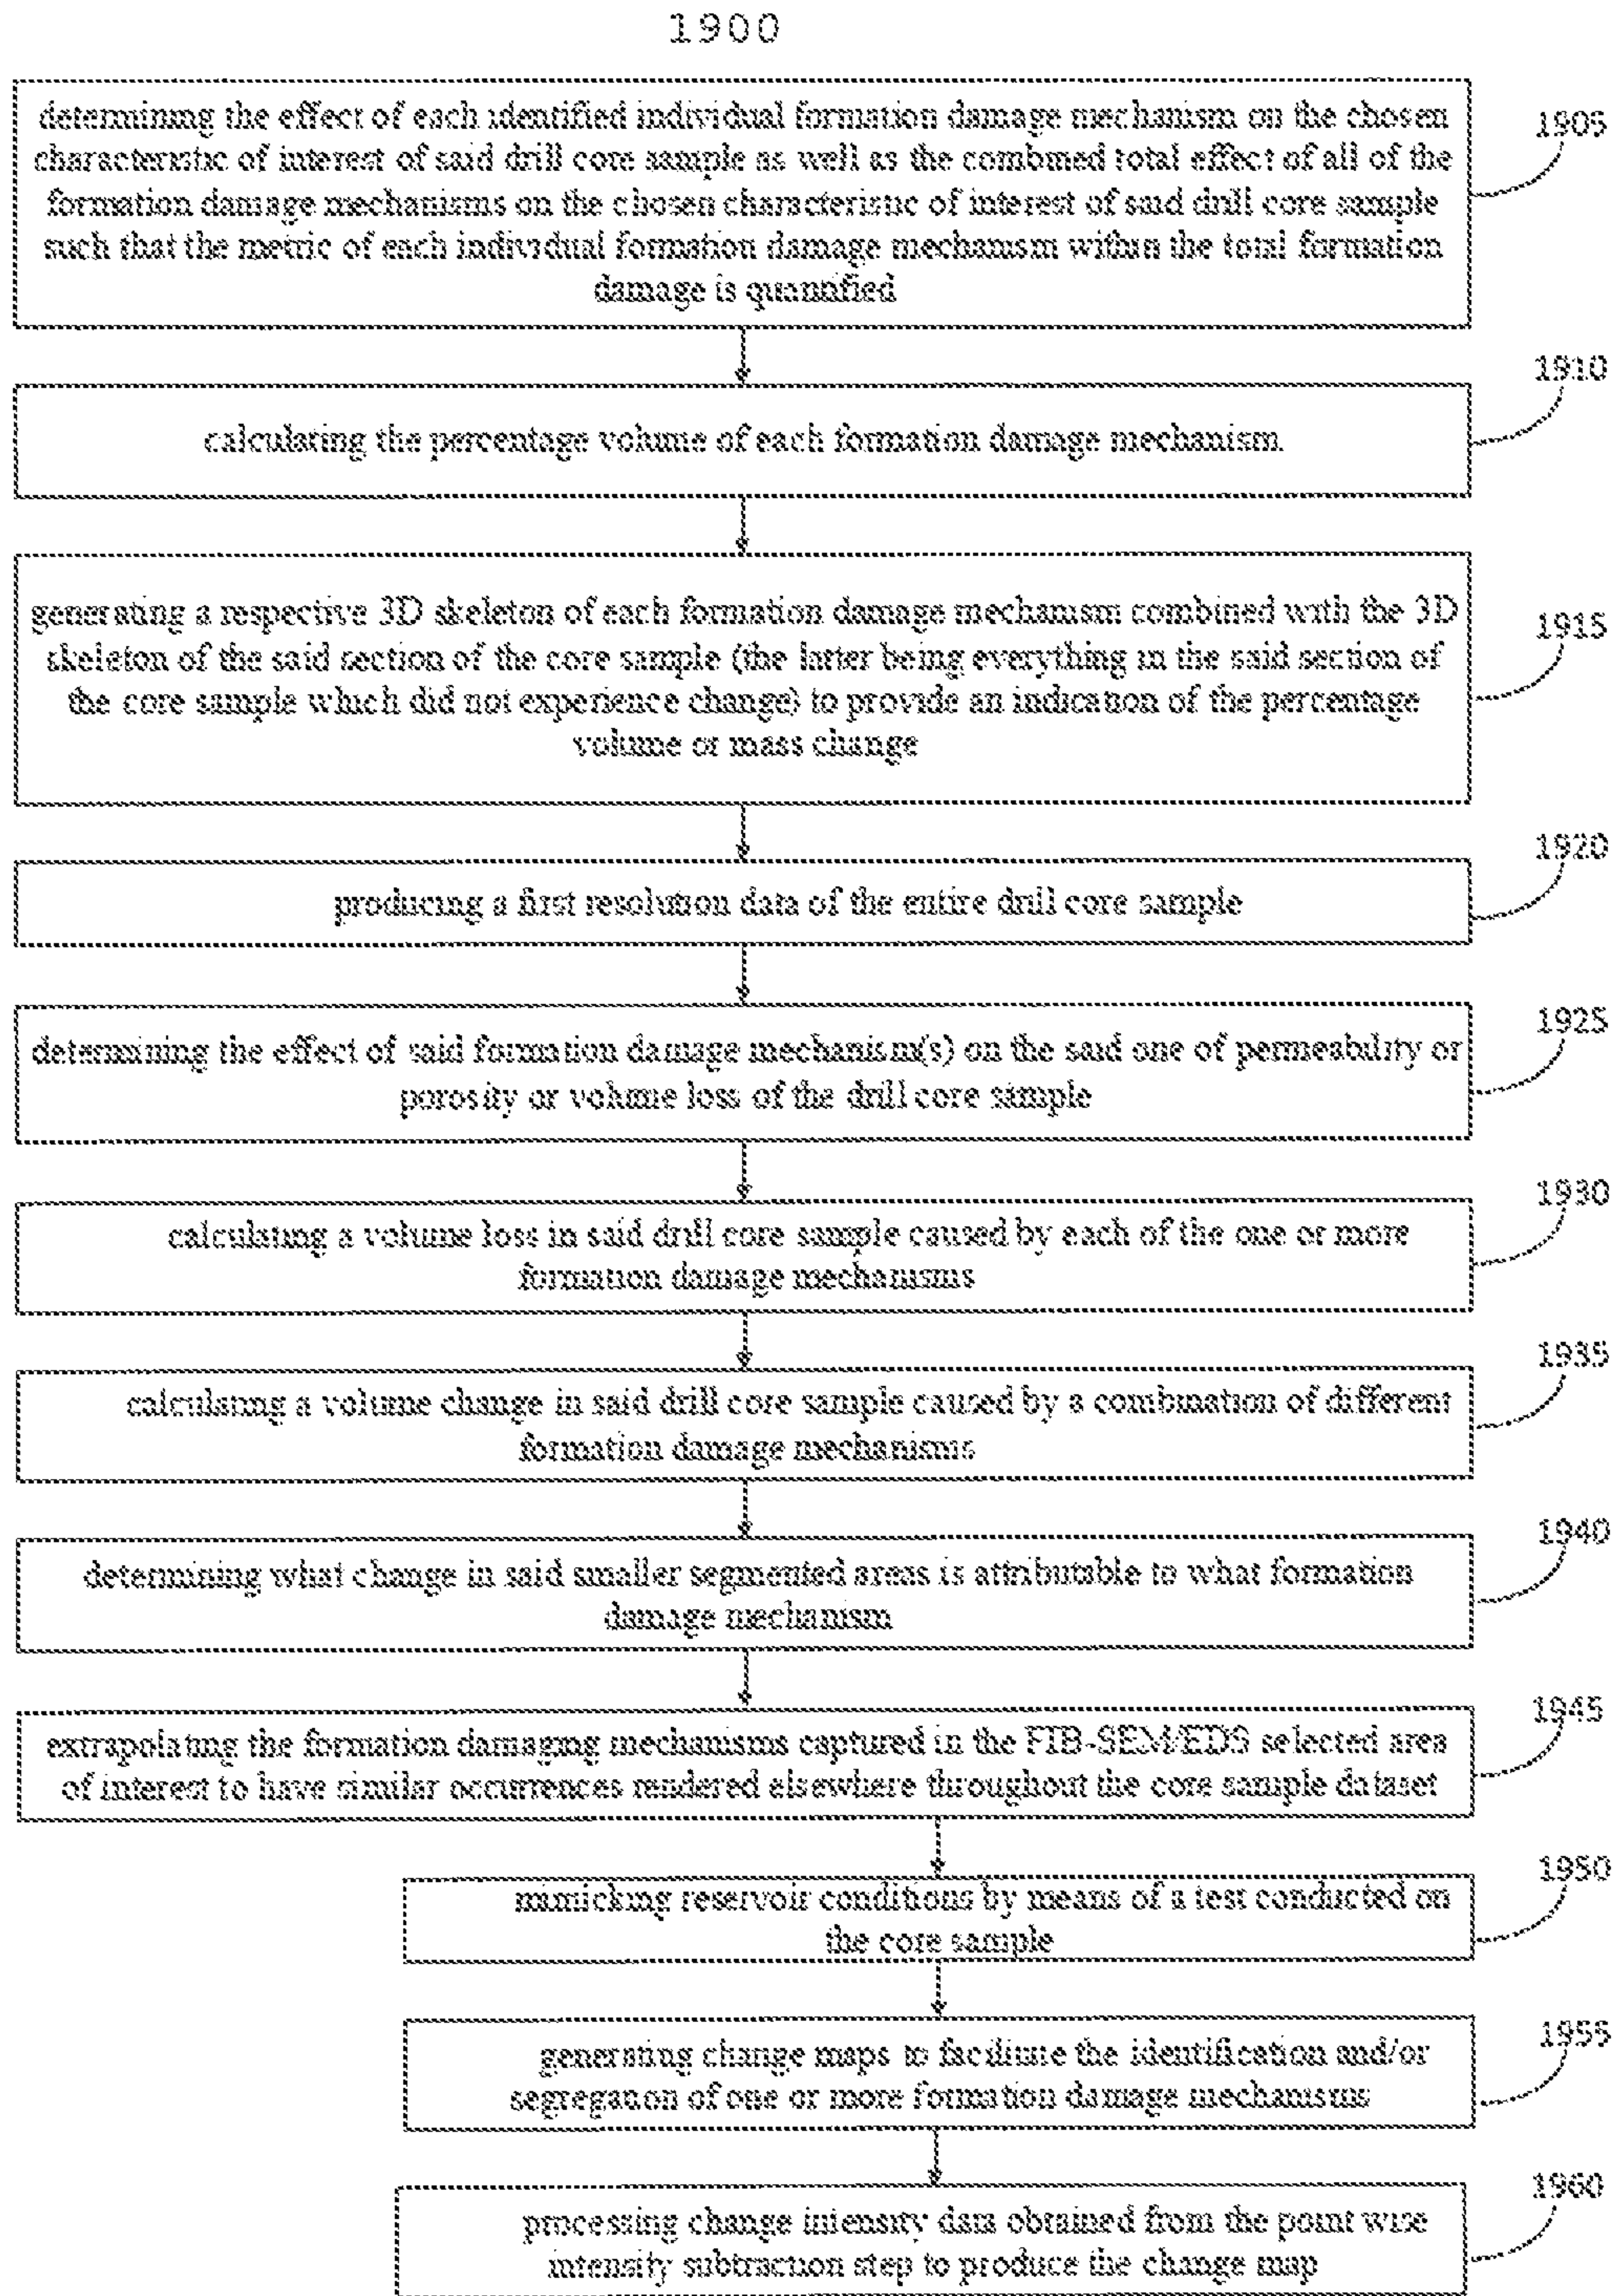 1900
determining the effect of each identified individual formation damage mechanism on the chosen
1905
characteristic of interest of said drill core sample as well as the combined total effect of all of the
formation damage mechanisms on the chosen characteristic of interest of said drill core sample
such that the metric of each individual formation damage mechanism within the total formation
damage is quantified
1910
calculating the percentage volume of each formation damage mechanism.
generating a respective 3D skeleton of each formation damage mechanism combined with the 3D
1915
skeleton of the said section of the core sample (the latter being everything in the said section of
the core sample which did not experience change) to provide an indication of the percentage
volume or mass change
1920
producing a first resolution data of the entire drill core sample
1925
determining the effect of said formation damage mechanism(s) on the said one of permeability or
porosity or volume loss of the drill core sample
1930
calculating a volume loss in said drill core sample caused by each of the one or more
formation damage mechanisms
1935
calculating a volume change in said drill core sample caused by a combination of different
formation damage mechanisms
1940
determining what change in said smaller segmented areas is attributable to what formation
damage mechanism
1945
extrapolating the formation damaging mechanisms captured in the FIB-SEM/EDS selected area
of interest to have similar occurrences rendered elsewhere throughout the core sample dataset
1950
mimicking reservoir conditions by means of a test conducted on
the core sample
1955
generating change maps to facilitate the identification and/or
segregation of one or more formation damage mechanisms
1960
processing change intensity data obtained from the point wise
intensity subtraction step to produce the change map